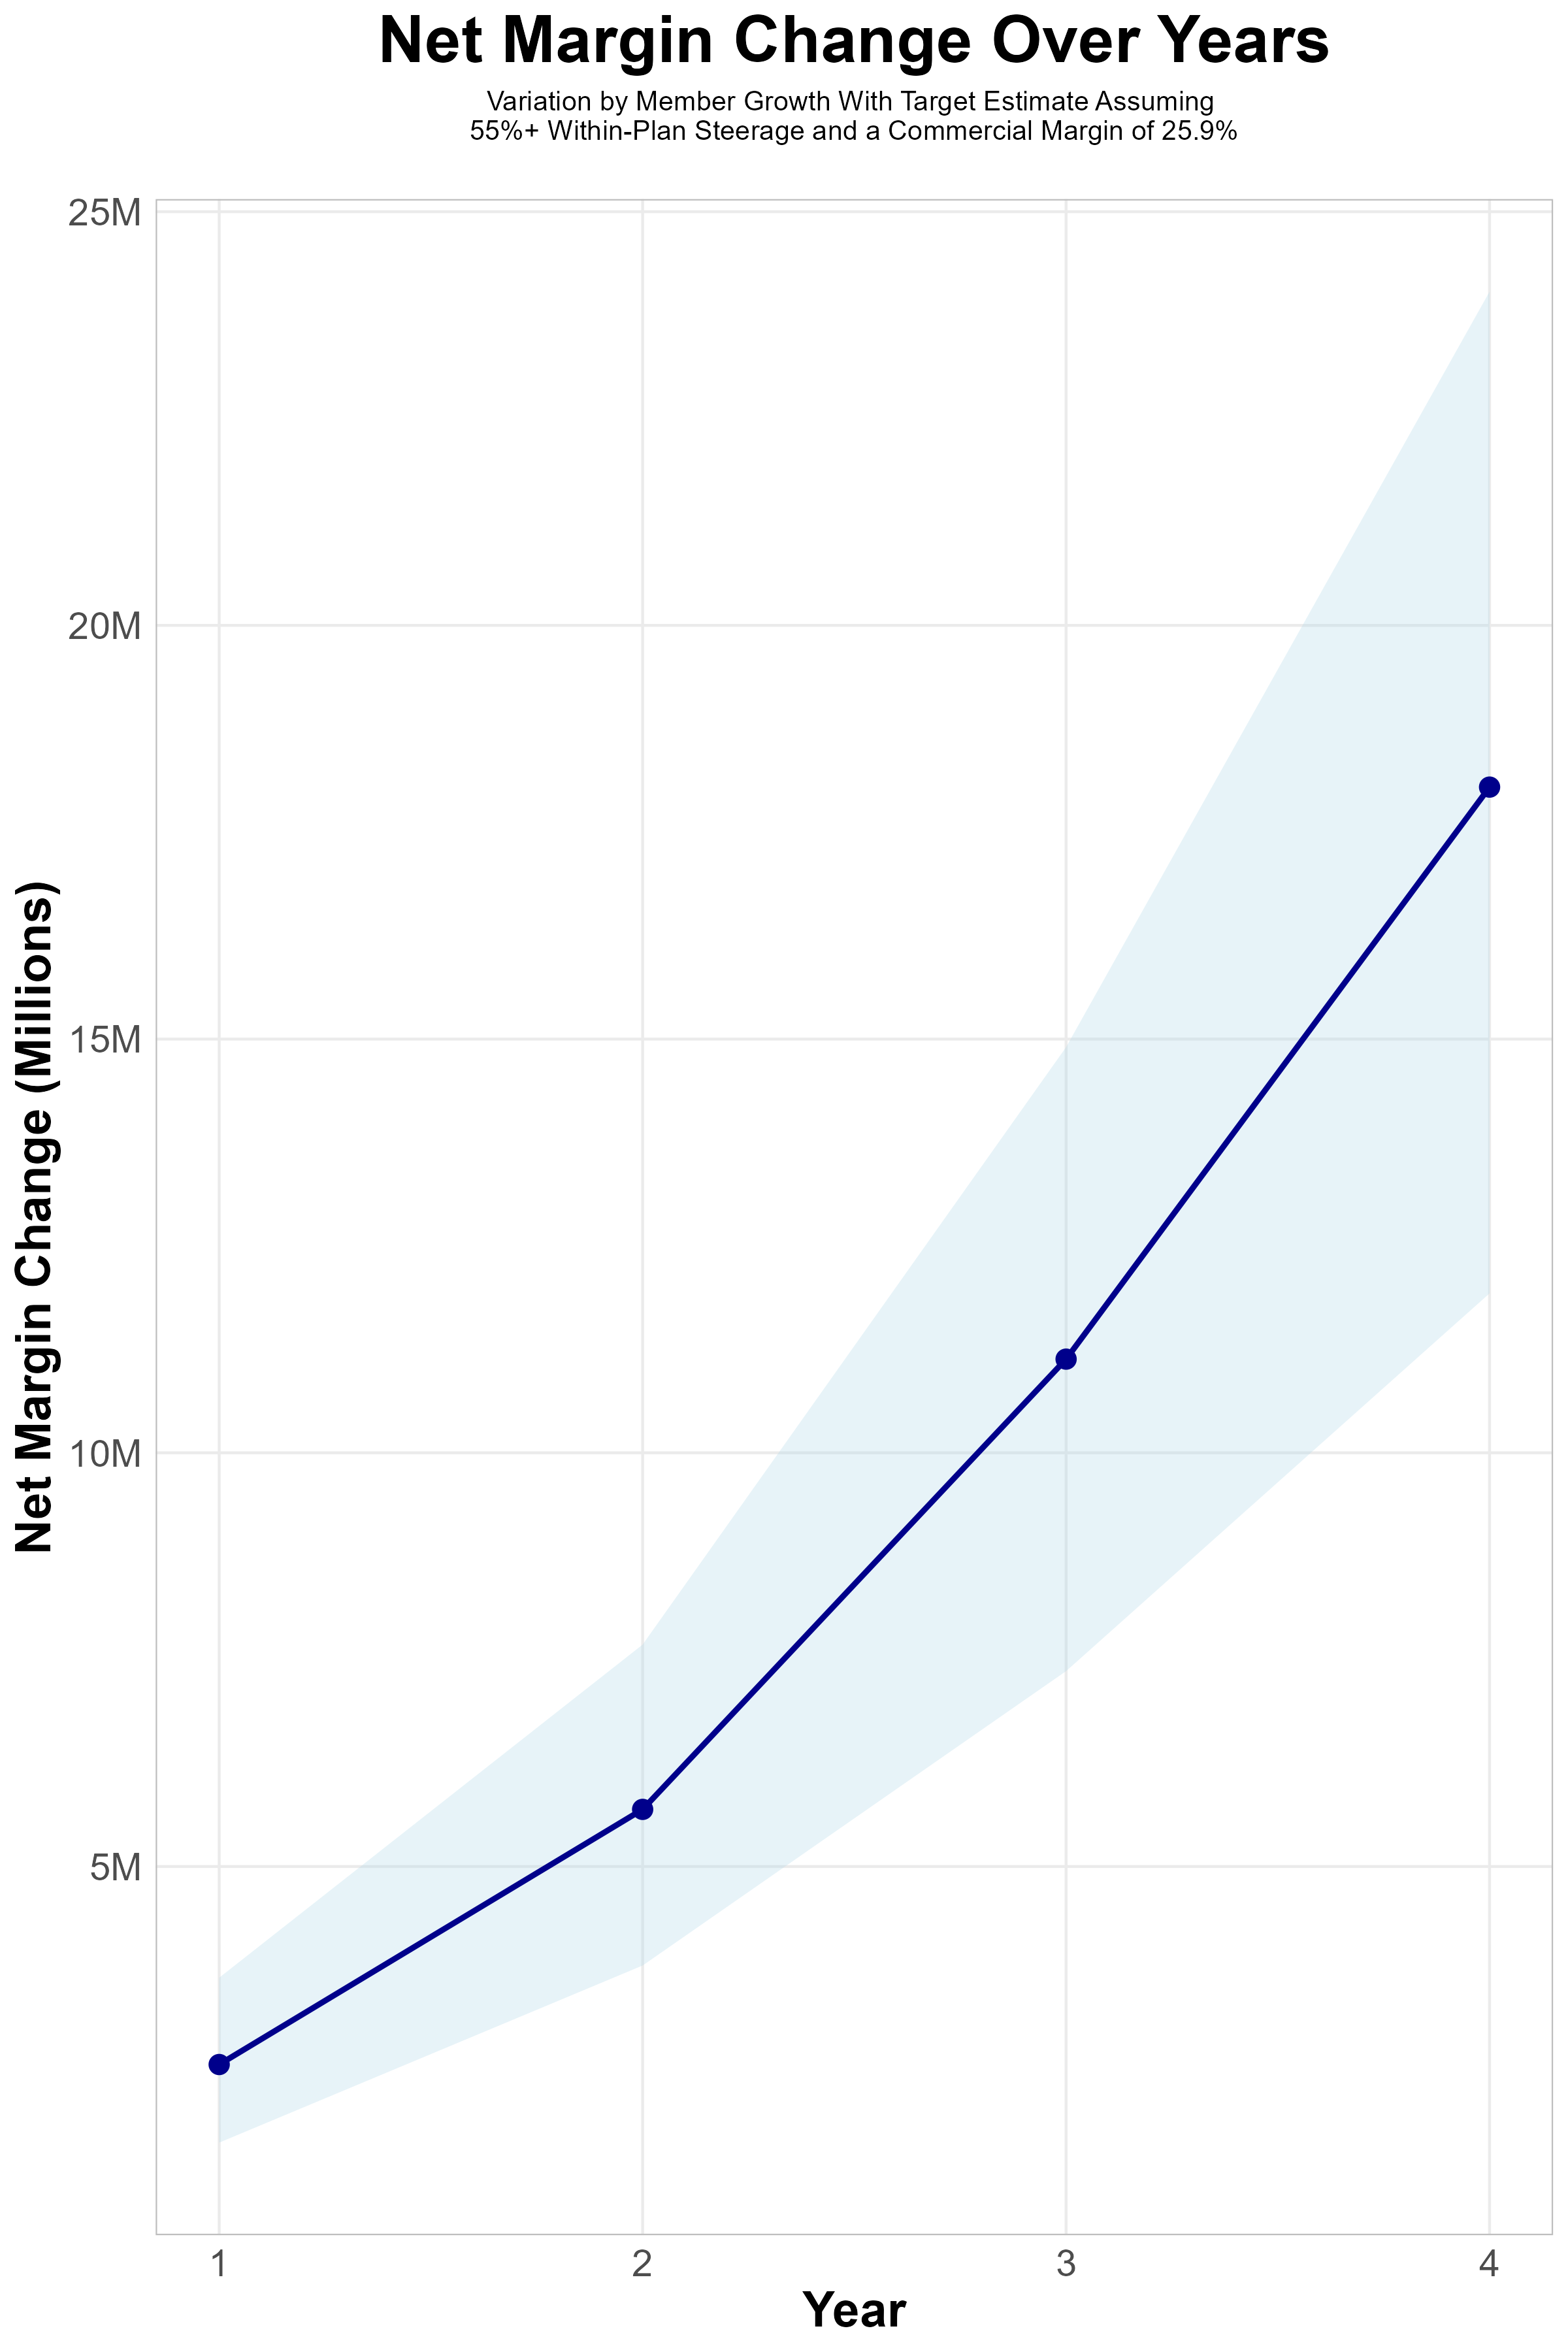 Net Margin Change Over Years
Variation by Member Growth With Target Estimate Assuming
55%+ Within-Plan Steerage and a Commercial Margin of 25.9%
25M
20M
15M
10M
5M
Net Margin Change (Millions)
1
2
3
4
Year